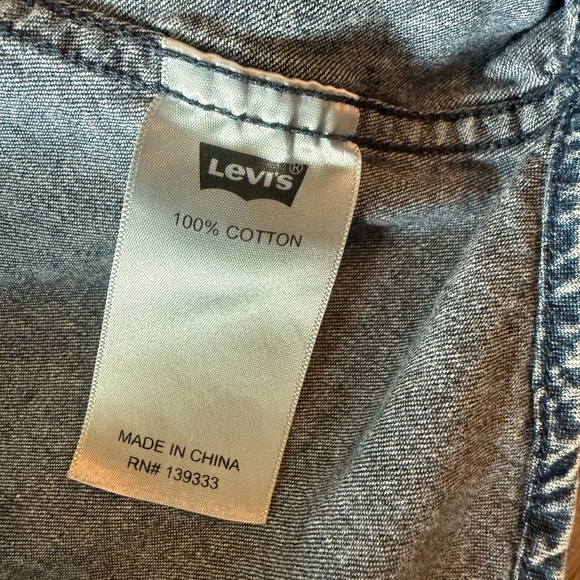 Levi's®
100% COTTON
MADE IN CHINA
RN# 139333